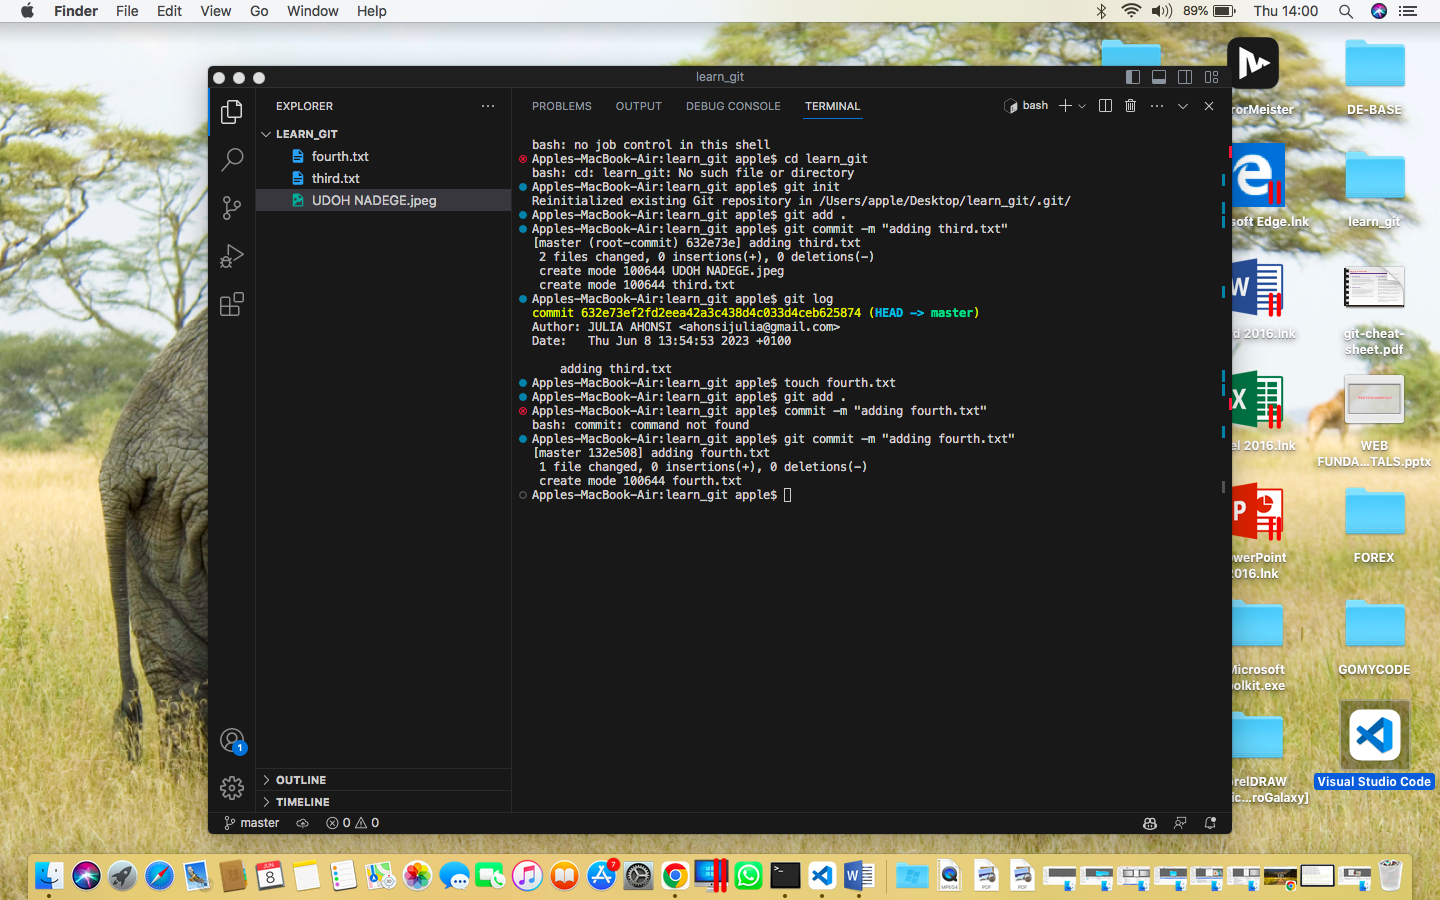 Finder File Edit View Go Window Help
89% Thu 14:00
learn_git
EXPLORER
LEARN_GIT
fourth.txt
third.txt
UDOH NADEGE.jpeg
OUTLINE
TIMELINE
master
0 0
1
PROBLEMS OUTPUT DEBUG CONSOLE TERMINAL
bash
bash: no job control in this shell
Apples-MacBook-Air:learn_git apple$ cd learn_git
bash: cd: learn_git: No such file or directory
Apples-MacBook-Air:learn_git apple$ git init
Reinitialized existing Git repository in /Users/apple/Desktop/learn_git/.git/
Apples-MacBook-Air:learn_git apple$ git add .
Apples-MacBook-Air:learn_git apple$ git commit -m "adding third.txt"
[master (root-commit) 632e73e] adding third.txt
2 files changed, 0 insertions(+), 0 deletions(-)
create mode 100644 UDOH NADEGE.jpeg
create mode 100644 third.txt
Apples-MacBook-Air:learn_git apple$ git log
commit 632e73ef2fd2eea42a3c438d4c033d4ceb625874 (HEAD -> master)
Author: JULIA AHONSI <ahonsijulia@gmail.com>
Date:   Thu Jun 8 13:54:53 2023 +0100
adding third.txt
Apples-MacBook-Air:learn_git apple$ touch fourth.txt
Apples-MacBook-Air:learn_git apple$ git add .
Apples-MacBook-Air:learn_git apple$ commit -m "adding fourth.txt"
bash: commit: command not found
Apples-MacBook-Air:learn_git apple$ git commit -m "adding fourth.txt"
[master 132e508] adding fourth.txt
1 file changed, 0 insertions(+), 0 deletions(-)
create mode 100644 fourth.txt
Apples-MacBook-Air:learn_git apple$
rorMeister
DE-BASE
soft Edge.lnk
learn_git
rd 2016.lnk
git-cheat-
sheet.pdf
el 2016.lnk
WEB
FUNDA...TALS.pptx
werPoint
2016.lnk
FOREX
Microsoft
olkit.exe
GOMYCODE
relDRAW
ic...roGalaxy]
Visual Studio Code
JUN
8
7
MPEG4
PDF
PDF